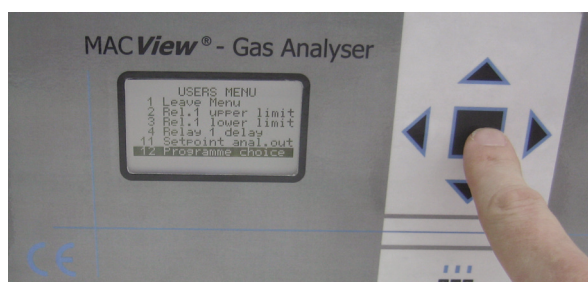 MACView® - Gas Analyser
USERS MENU
1 Leave Menu
2 Rel.1 upper limit
3 Rel.1 lower limit
4 Relay 1 delay
11 Setpoint anal.out
12 Programme choice
CE